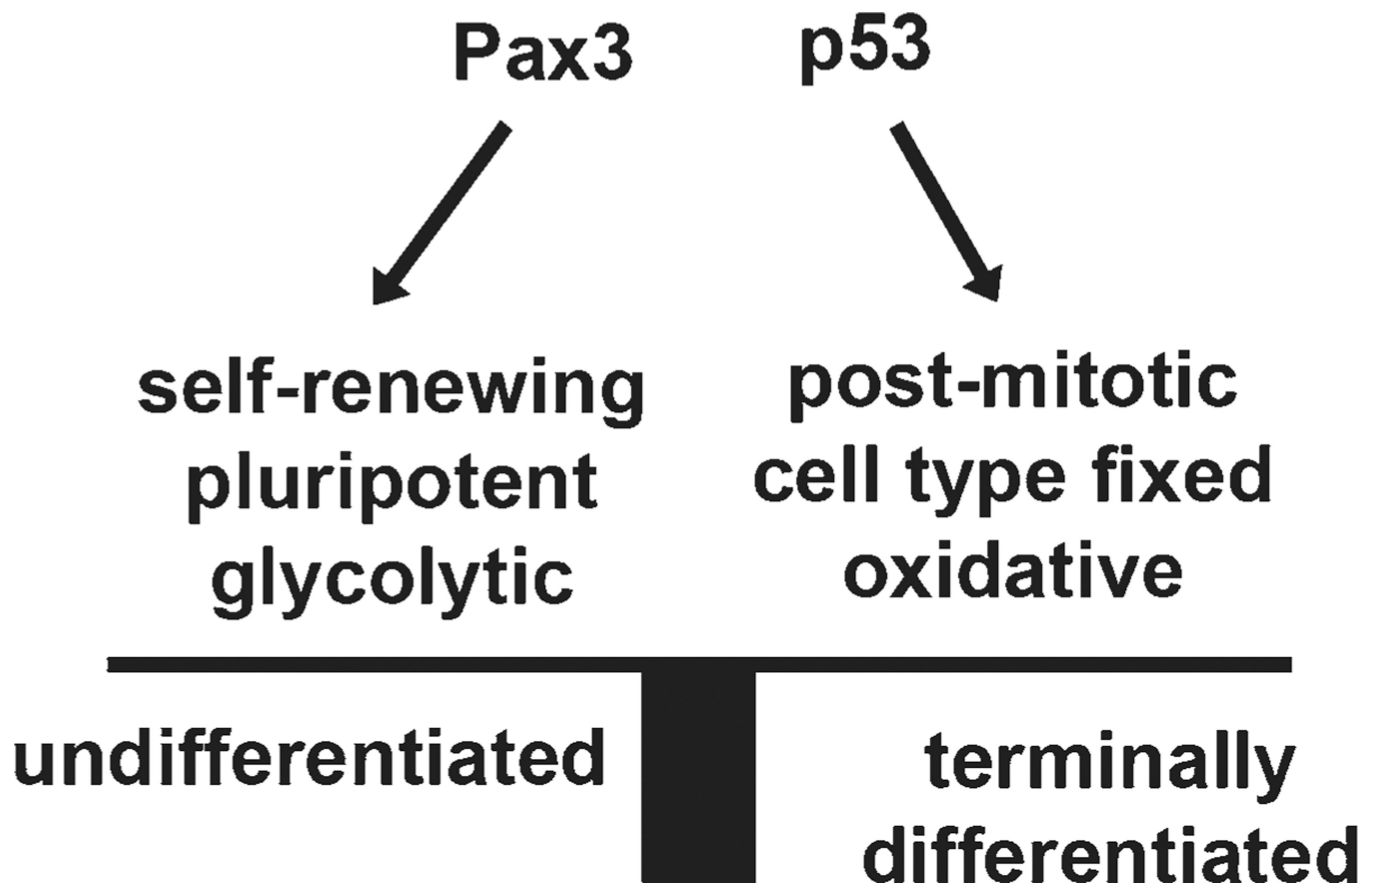 Pax3 p53
self-renewing
pluripotent
glycolytic
post-mitotic
cell type fixed
oxidative
undifferentiated
terminally
differentiated